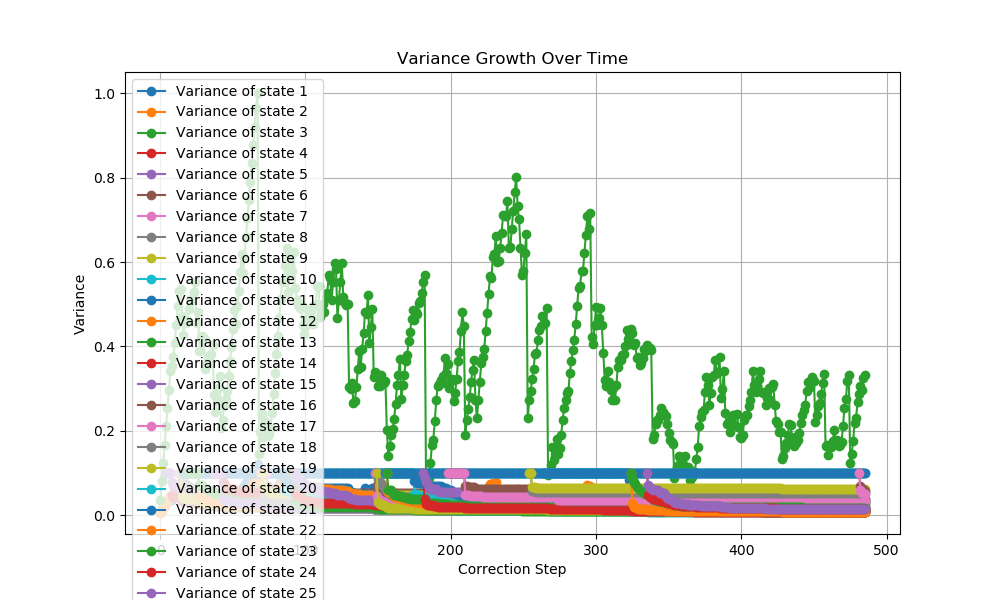 Variance Growth Over Time
1.0
0.8
0.6
0.4
0.2
0.0
Variance
Variance of state 1
Variance of state 2
Variance of state 3
Variance of state 4
Variance of state 5
Variance of state 6
Variance of state 7
Variance of state 8
Variance of state 9
Variance of state 10
Variance of state 11
Variance of state 12
Variance of state 13
Variance of state 14
Variance of state 15
Variance of state 16
Variance of state 17
Variance of state 18
Variance of state 19
Variance of state 20
Variance of state 21
Variance of state 22
Variance of state 23
Variance of state 24
Variance of state 25
0 100 200 300 400 500
Correction Step